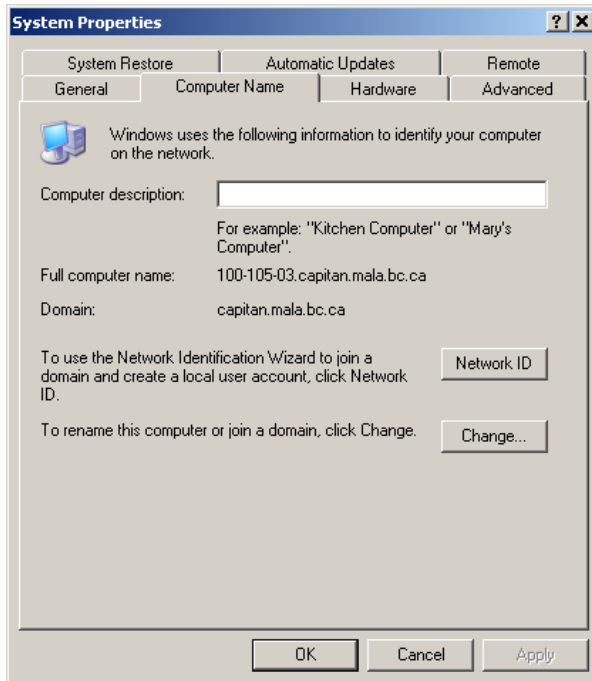 System Properties
System Restore Automatic Updates Remote
General Computer Name Hardware Advanced
Windows uses the following information to identify your computer
on the network.
Computer description:
For example: "Kitchen Computer" or "Mary's
Computer".
Full computer name: 100-105-03.capitan.mala.bc.ca
Domain: capitan.mala.bc.ca
To use the Network Identification Wizard to join a
domain and create a local user account, click Network
ID.
Network ID
To rename this computer or join a domain, click Change.
Change...
OK Cancel Apply